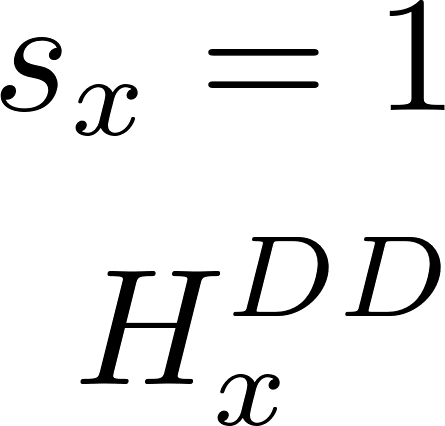 s_x = 1
H_x^{DD}